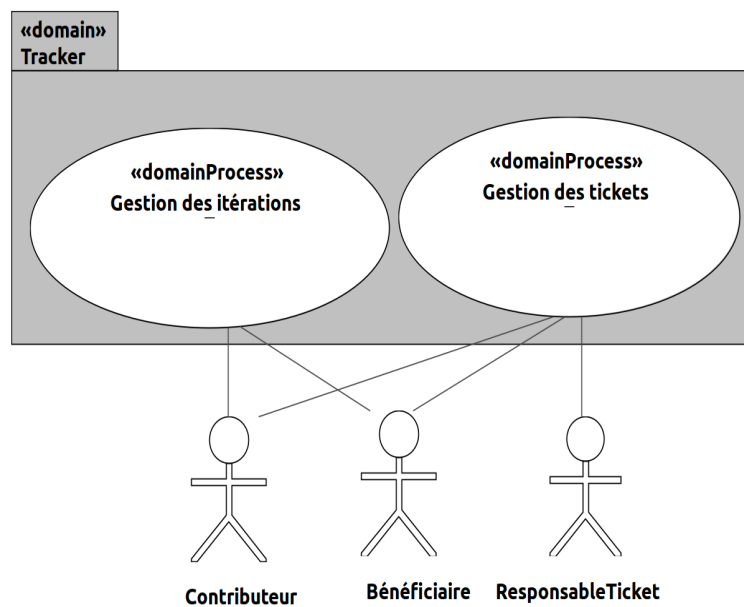 «domain»
Tracker
«domainProcess»
Gestion des itérations
«domainProcess»
Gestion des tickets
Contributeur
Bénéficiaire
ResponsableTicket